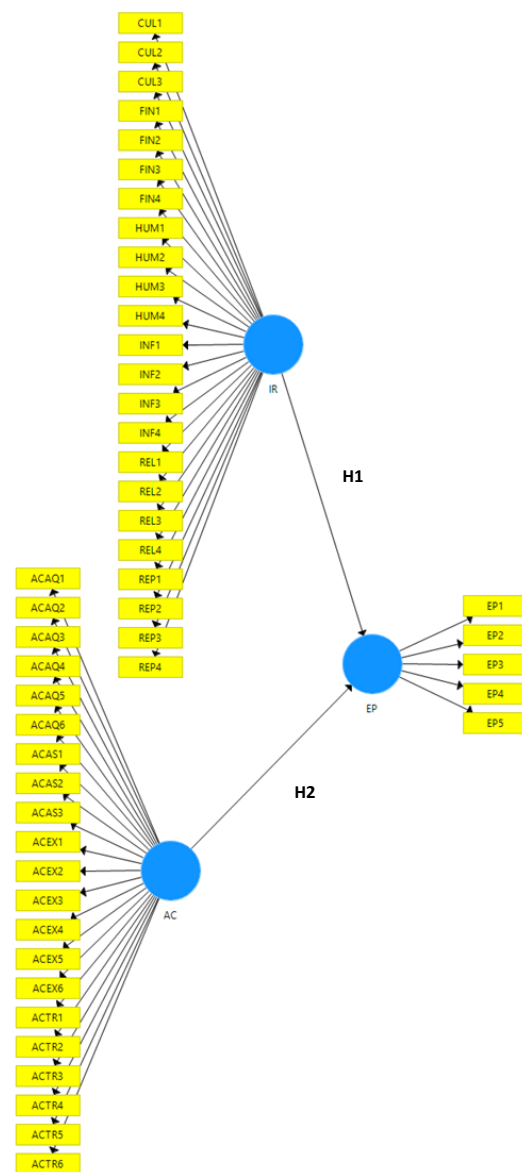 CUL1
CUL2
CUL3
FIN1
FIN2
FIN3
FIN4
HUM1
HUM2
HUM3
HUM4
INF1
INF2
INF3
INF4
REL1
REL2
REL3
REL4
REP1
REP2
REP3
REP4
IR
H1
ACAQ1
ACAQ2
ACAQ3
ACAQ4
ACAQ5
ACAQ6
ACAS1
ACAS2
ACAS3
ACEX1
ACEX2
ACEX3
ACEX4
ACEX5
ACEX6
ACTR1
ACTR2
ACTR3
ACTR4
ACTR5
ACTR6
AC
H2
EP
EP1
EP2
EP3
EP4
EP5